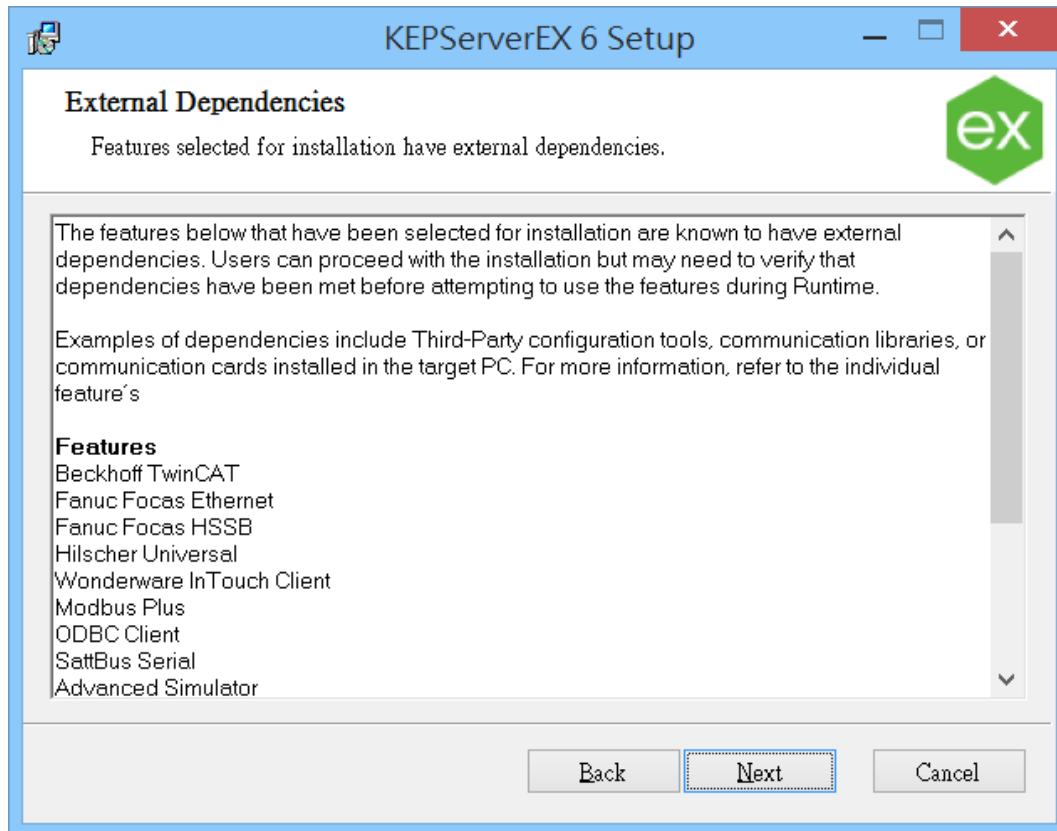 KEPServerEX 6 Setup
External Dependencies
Features selected for installation have external dependencies.
ex
The features below that have been selected for installation are known to have external
dependencies. Users can proceed with the installation but may need to verify that
dependencies have been met before attempting to use the features during Runtime.
Examples of dependencies include Third-Party configuration tools, communication libraries, or
communication cards installed in the target PC. For more information, refer to the individual
feature´s
Features
Beckhoff TwinCAT
Fanuc Focas Ethernet
Fanuc Focas HSSB
Hilscher Universal
Wonderware InTouch Client
Modbus Plus
ODBC Client
SattBus Serial
Advanced Simulator
Back Next Cancel